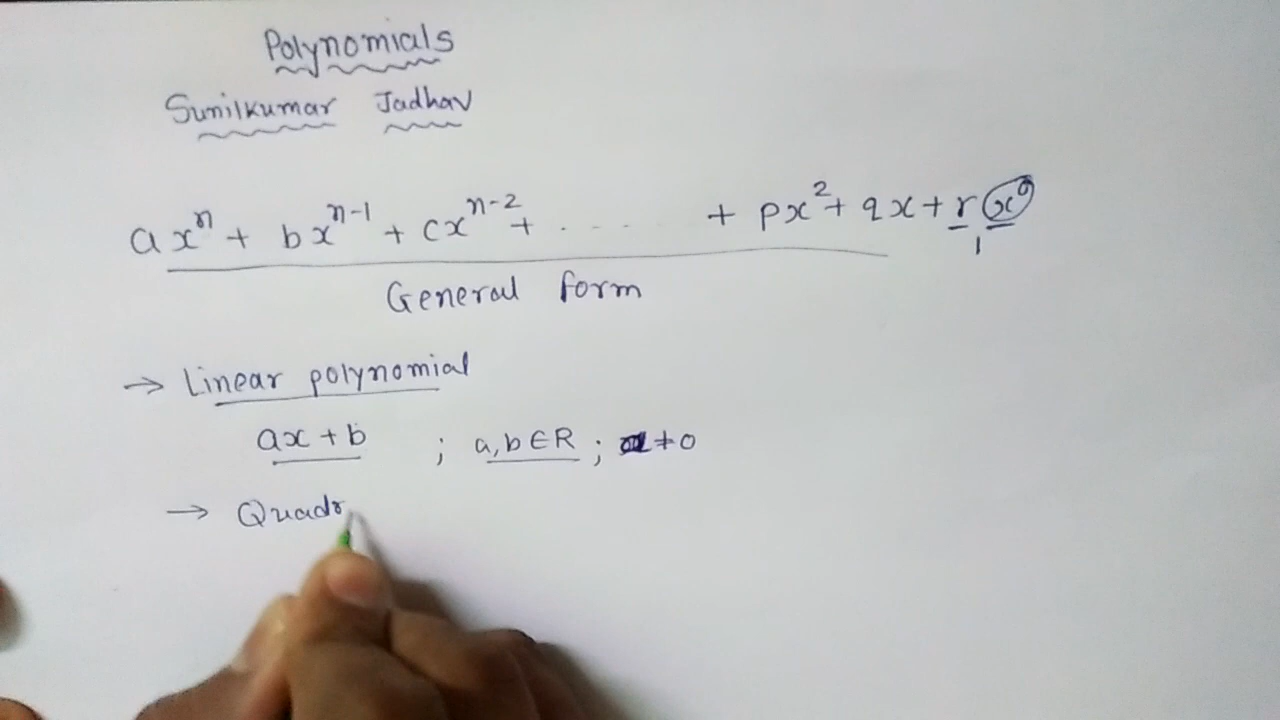 Polynomials
Sunilkumar Jadhav
ax^n + bx^{n-1} + cx^{n-2} + . . . . . + px^2 + qx + r x^0
1
General form
→ Linear polynomial
ax + b ; a, b ∈ R ; a ≠ 0
→ Quadr